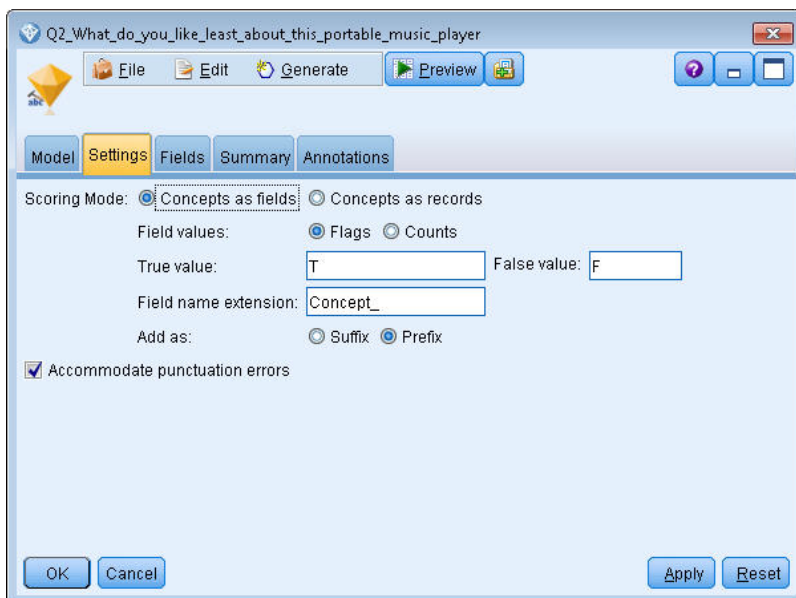 Q2_What_do_you_like_least_about_this_portable_music_player
File Edit Generate Preview
abc
Model Settings Fields Summary Annotations
Scoring Mode: Concepts as fields Concepts as records
Field values: Flags Counts
True value: T False value: F
Field name extension: Concept_
Add as: Suffix Prefix
Accommodate punctuation errors
OK Cancel Apply Reset